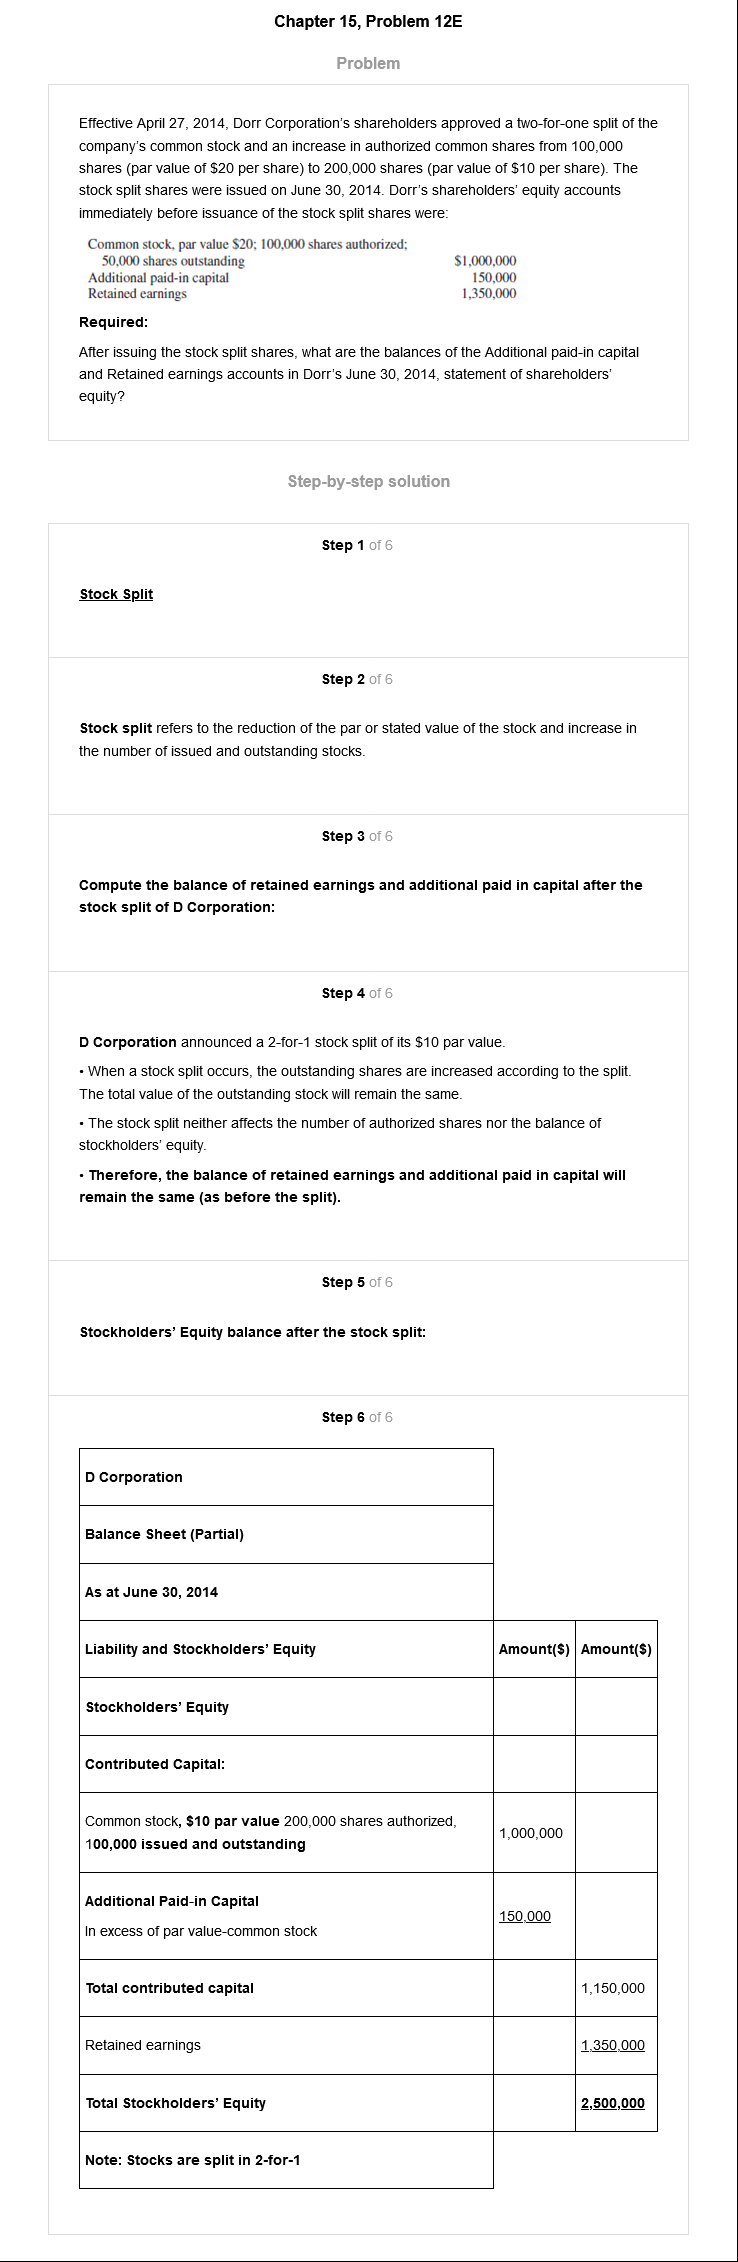 Chapter 15, Problem 12E
Problem
Effective April 27, 2014, Dorr Corporation's shareholders approved a two-for-one split of the
company's common stock and an increase in authorized common shares from 100,000
shares (par value of $20 per share) to 200,000 shares (par value of $10 per share). The
stock split shares were issued on June 30, 2014. Dorr's shareholders' equity accounts
immediately before issuance of the stock split shares were:
Common stock, par value $20; 100,000 shares authorized;
50,000 shares outstanding $1,000,000
Additional paid-in capital 150,000
Retained earnings 1,350,000
Required:
After issuing the stock split shares, what are the balances of the Additional paid-in capital
and Retained earnings accounts in Dorr's June 30, 2014, statement of shareholders'
equity?
Step-by-step solution
Step 1 of 6
Stock Split
Step 2 of 6
Stock split refers to the reduction of the par or stated value of the stock and increase in
the number of issued and outstanding stocks.
Step 3 of 6
Compute the balance of retained earnings and additional paid in capital after the
stock split of D Corporation:
Step 4 of 6
D Corporation announced a 2-for-1 stock split of its $10 par value.
• When a stock split occurs, the outstanding shares are increased according to the split.
The total value of the outstanding stock will remain the same.
• The stock split neither affects the number of authorized shares nor the balance of
stockholders' equity.
• Therefore, the balance of retained earnings and additional paid in capital will
remain the same (as before the split).
Step 5 of 6
Stockholders' Equity balance after the stock split:
Step 6 of 6
D Corporation
Balance Sheet (Partial)
As at June 30, 2014
Liability and Stockholders' Equity Amount($) Amount($)
Stockholders' Equity
Contributed Capital:
Common stock, $10 par value 200,000 shares authorized,
100,000 issued and outstanding 1,000,000
Additional Paid-in Capital
In excess of par value-common stock 150,000
Total contributed capital 1,150,000
Retained earnings 1,350,000
Total Stockholders' Equity 2,500,000
Note: Stocks are split in 2-for-1